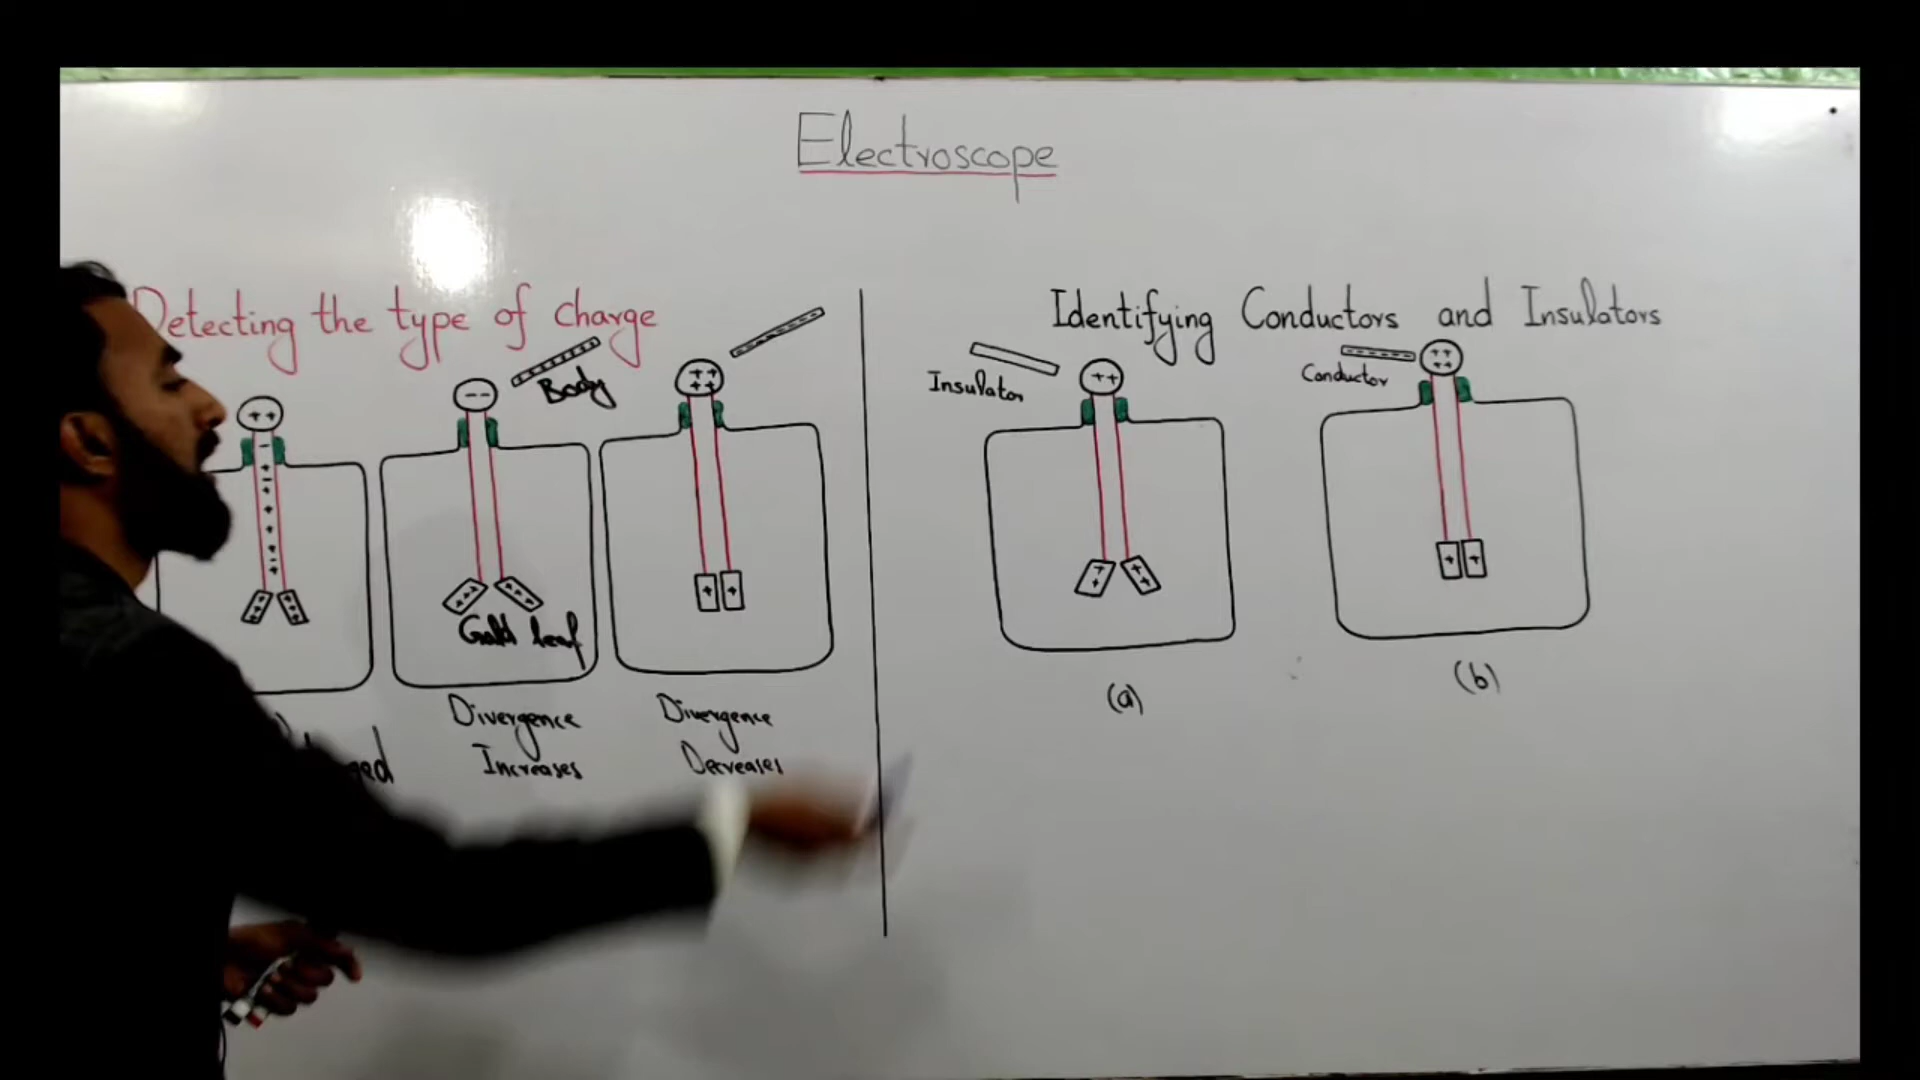 Electroscope
Detecting the type of charge
Body
Gold leaf
Divergence
Increases
Divergence
Decreases
Identifying Conductors and Insulators
Insulator
Conductor
(a)
(b)